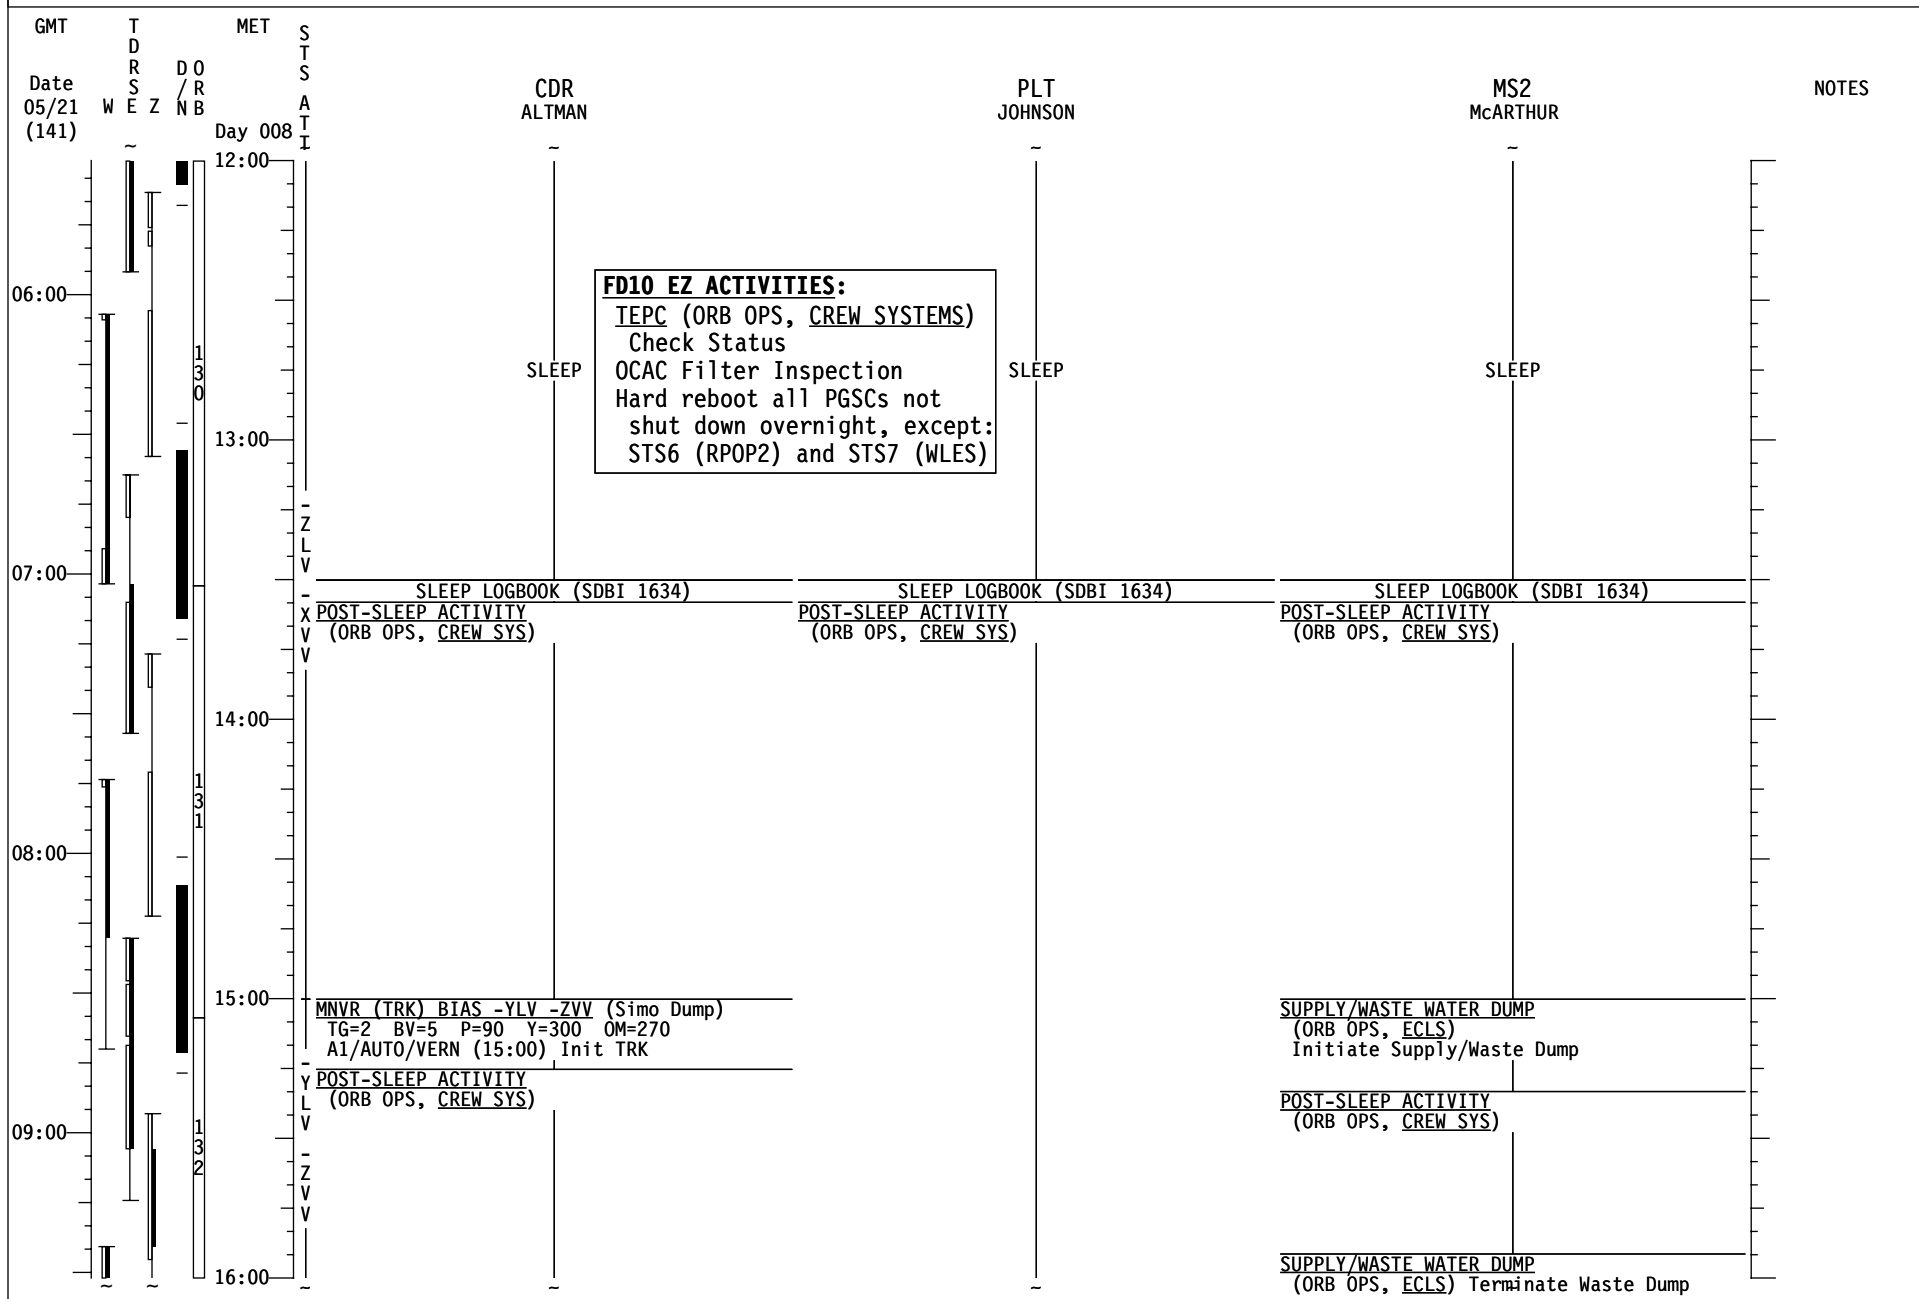 GMT
TDRSE
MET
STS ATT
D/N
ORB
Date
05/21
(141)
W E Z
Day 008
CDR
ALTMAN
PLT
JOHNSON
MS2
McARTHUR
NOTES
~ ~ ~ ~ ~
12:00
06:00
FD10 EZ ACTIVITIES:
TEPC (ORB OPS, CREW SYSTEMS)
Check Status
OCAC Filter Inspection
Hard reboot all PGSCs not
shut down overnight, except:
STS6 (RPOP2) and STS7 (WLES)
130
SLEEP
SLEEP
SLEEP
13:00
-ZLV
07:00
-XVV
SLEEP LOGBOOK (SDBI 1634)
SLEEP LOGBOOK (SDBI 1634)
SLEEP LOGBOOK (SDBI 1634)
POST-SLEEP ACTIVITY
(ORB OPS, CREW SYS)
POST-SLEEP ACTIVITY
(ORB OPS, CREW SYS)
POST-SLEEP ACTIVITY
(ORB OPS, CREW SYS)
14:00
131
08:00
15:00
MNVR (TRK) BIAS -YLV -ZVV (Simo Dump)
TG=2 BV=5 P=90 Y=300 OM=270
A1/AUTO/VERN (15:00) Init TRK
SUPPLY/WASTE WATER DUMP
(ORB OPS, ECLS)
Initiate Supply/Waste Dump
-YLV
POST-SLEEP ACTIVITY
(ORB OPS, CREW SYS)
POST-SLEEP ACTIVITY
(ORB OPS, CREW SYS)
09:00
132
-ZVV
16:00
SUPPLY/WASTE WATER DUMP
(ORB OPS, ECLS) Terminate Waste Dump
~ ~ ~ ~ ~